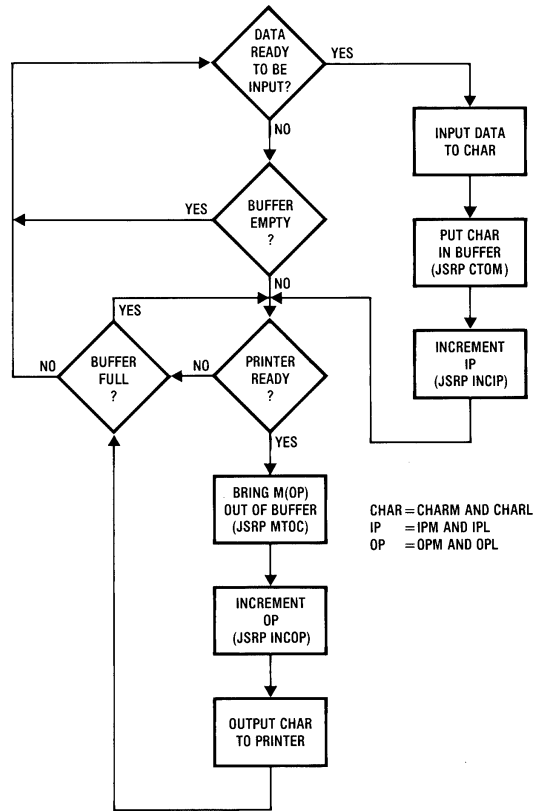 DATA
READY
TO BE
INPUT?
YES
NO
INPUT DATA
TO CHAR
BUFFER
EMPTY
?
YES
NO
PUT CHAR
IN BUFFER
(JSRP CTOM)
YES
INCREMENT
IP
(JSRP INCIP)
BUFFER
FULL
?
NO
PRINTER
READY
?
NO
YES
BRING M(OP)
OUT OF BUFFER
(JSRP MTOC)
CHAR = CHARM AND CHARL
IP = IPM AND IPL
OP = OPM AND OPL
INCREMENT
OP
(JSRP INCOP)
OUTPUT CHAR
TO PRINTER